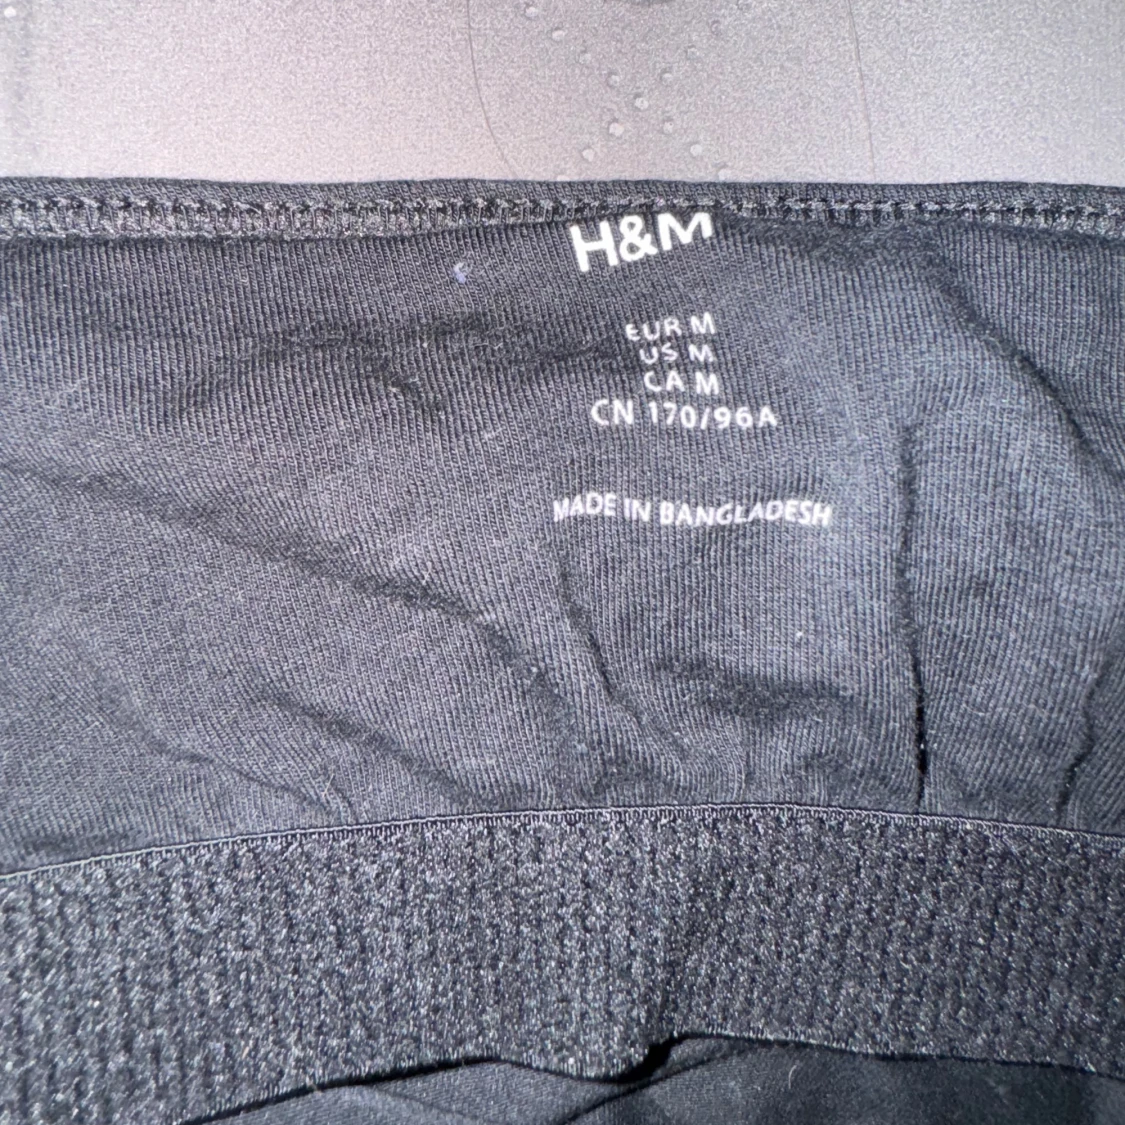 H&M
EUR M
US M
CA M
CN 170/96A
MADE IN BANGLADESH